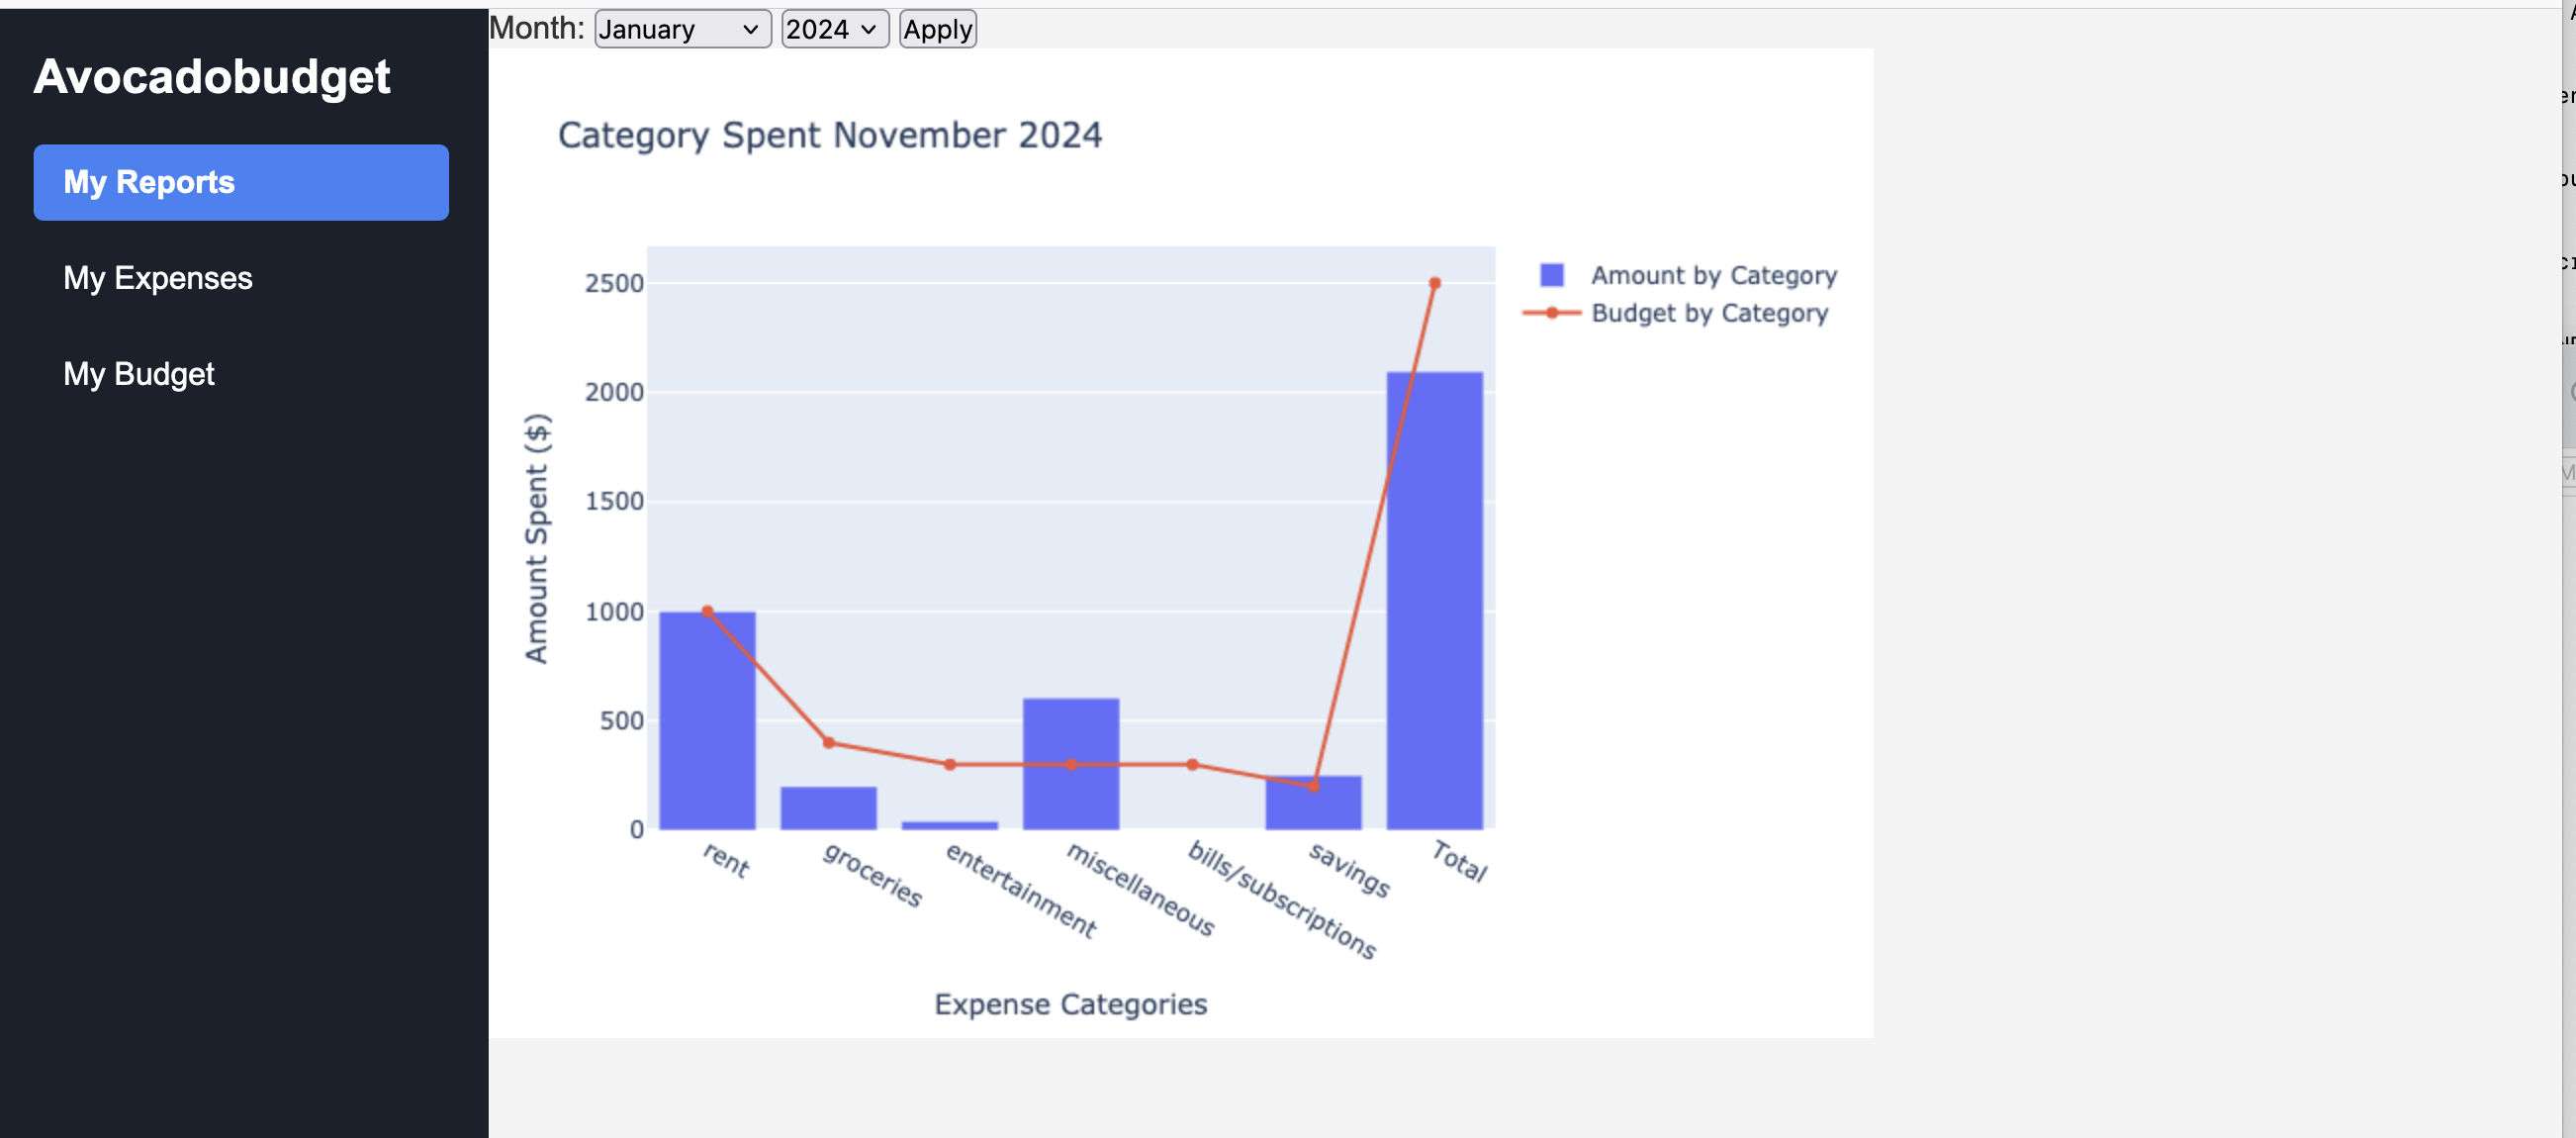 Month: January 2024 Apply
Avocadobudget
My Reports
My Expenses
My Budget
Category Spent November 2024
Amount by Category
Budget by Category
Amount Spent ($)
2500
2000
1500
1000
500
0
rent
groceries
entertainment
miscellaneous
bills/subscriptions
savings
Total
Expense Categories